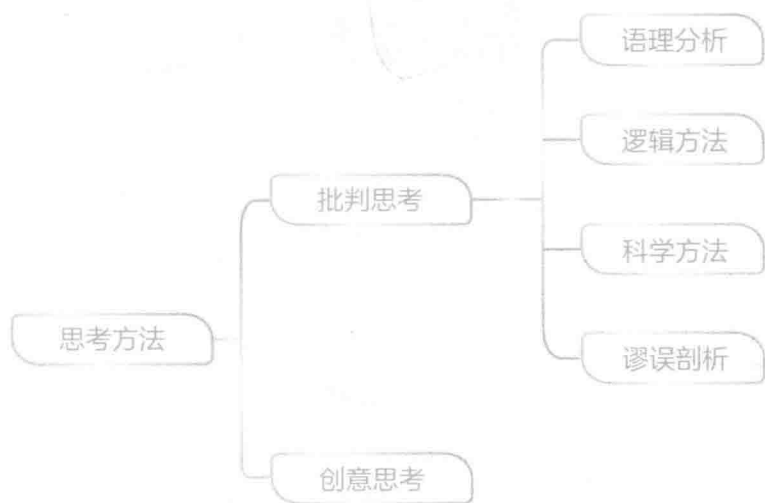 语理分析
逻辑方法
批判思考
科学方法
思考方法
谬误剖析
创意思考